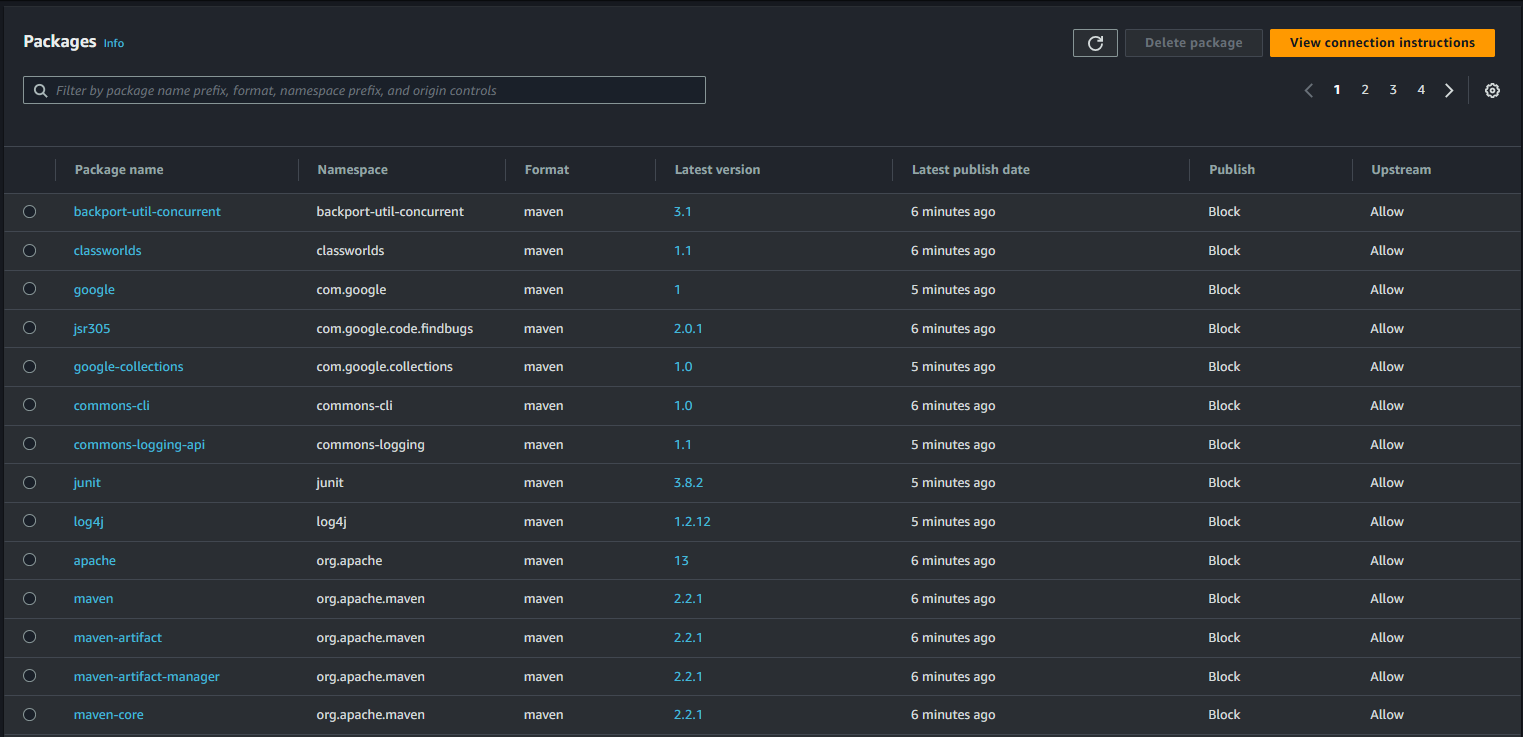 Packages Info
Delete package
View connection instructions
Filter by package name prefix, format, namespace prefix, and origin controls
1 2 3 4
Package name Namespace Format Latest version Latest publish date Publish Upstream
backport-util-concurrent backport-util-concurrent maven 3.1 6 minutes ago Block Allow
classworlds classworlds maven 1.1 6 minutes ago Block Allow
google com.google maven 1 5 minutes ago Block Allow
jsr305 com.google.code.findbugs maven 2.0.1 6 minutes ago Block Allow
google-collections com.google.collections maven 1.0 5 minutes ago Block Allow
commons-cli commons-cli maven 1.0 6 minutes ago Block Allow
commons-logging-api commons-logging maven 1.1 5 minutes ago Block Allow
junit junit maven 3.8.2 5 minutes ago Block Allow
log4j log4j maven 1.2.12 5 minutes ago Block Allow
apache org.apache maven 13 6 minutes ago Block Allow
maven org.apache.maven maven 2.2.1 6 minutes ago Block Allow
maven-artifact org.apache.maven maven 2.2.1 6 minutes ago Block Allow
maven-artifact-manager org.apache.maven maven 2.2.1 6 minutes ago Block Allow
maven-core org.apache.maven maven 2.2.1 6 minutes ago Block Allow